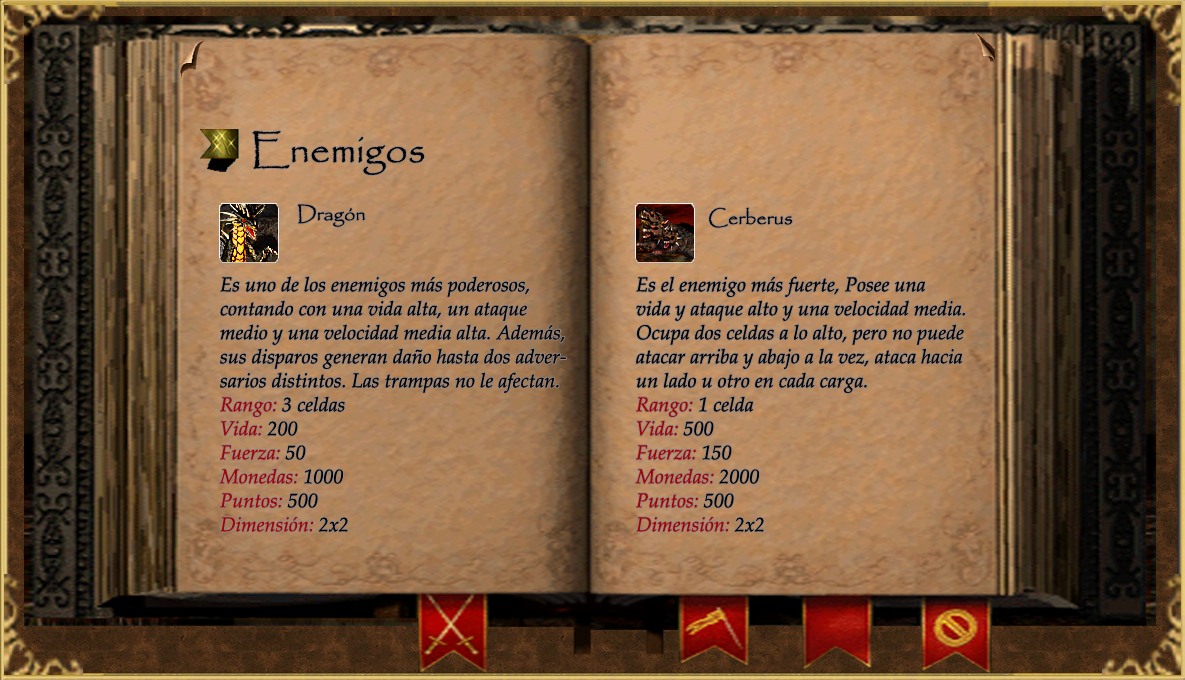 Enemigos
Dragón
Es uno de los enemigos más poderosos,
contando con una vida alta, un ataque
medio y una velocidad media alta. Además,
sus disparos generan daño hasta dos adver-
sarios distintos. Las trampas no le afectan.
Rango: 3 celdas
Vida: 200
Fuerza: 50
Monedas: 1000
Puntos: 500
Dimensión: 2x2
Cerberus
Es el enemigo más fuerte, Posee una
vida y ataque alto y una velocidad media.
Ocupa dos celdas a lo alto, pero no puede
atacar arriba y abajo a la vez, ataca hacia
un lado u otro en cada carga.
Rango: 1 celda
Vida: 500
Fuerza: 150
Monedas: 2000
Puntos: 500
Dimensión: 2x2